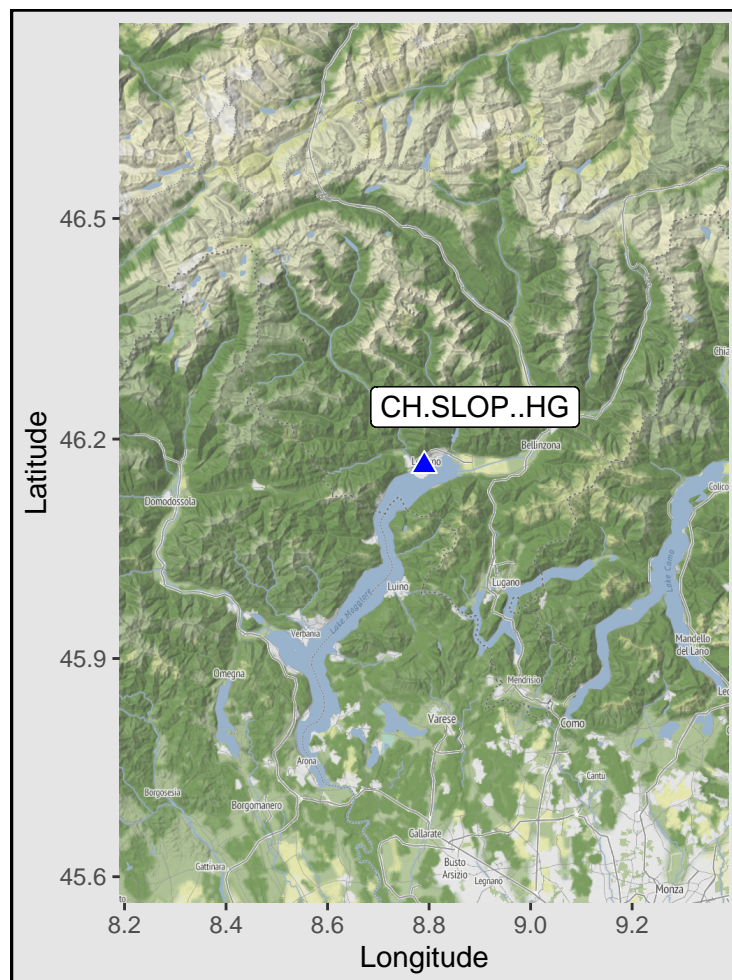 46.5
46.2
45.9
45.6
Latitude
8.2
8.4
8.6
8.8
9.0
9.2
Longitude
CH.SLOP..HG
Bellinzona
Domodossola
Colico
Luino
Lugano
Lake Maggiore
Lake Como
Verbania
Mandello
del Lario
Omegna
Mendrisio
Varese
Como
Arona
Cantù
Borgosesia
Borgomanero
Gallarate
Gattinara
Busto
Arsizio
Legnano
Monza